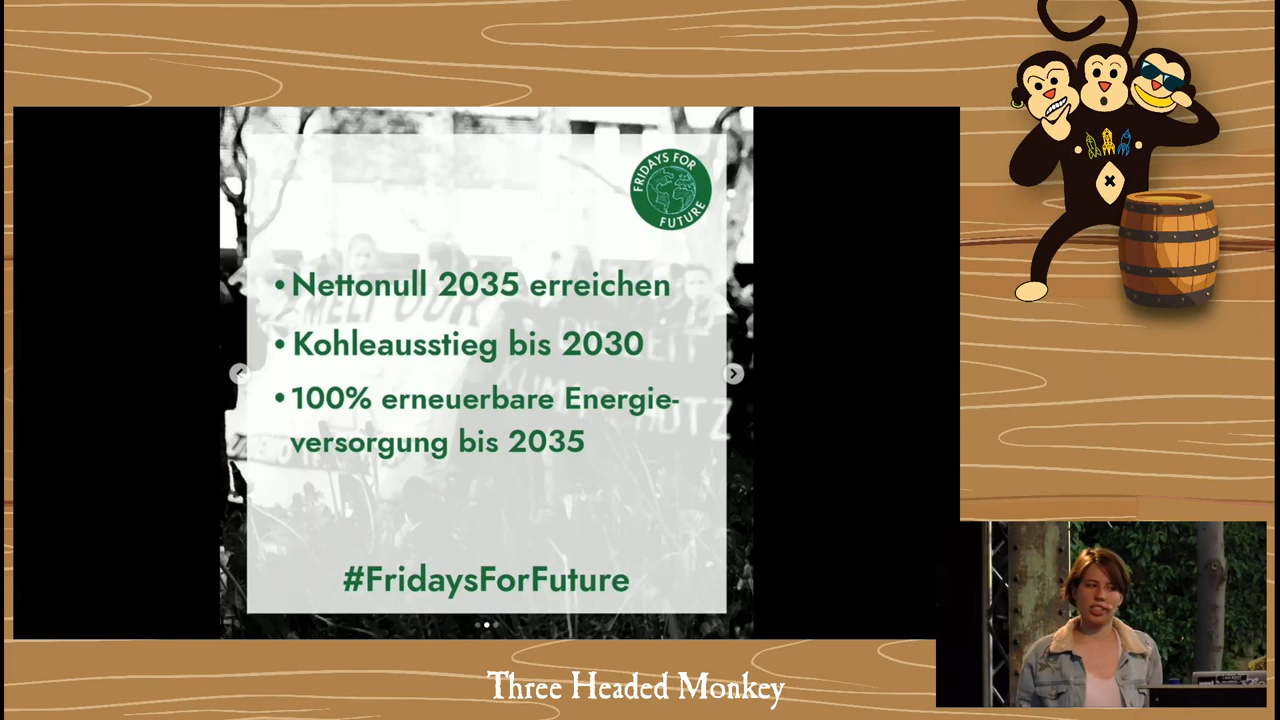 FRIDAYS FOR
FUTURE
• Nettonull 2035 erreichen
• Kohleausstieg bis 2030
• 100% erneuerbare Energie-
versorgung bis 2035
#FridaysForFuture
Three Headed Monkey